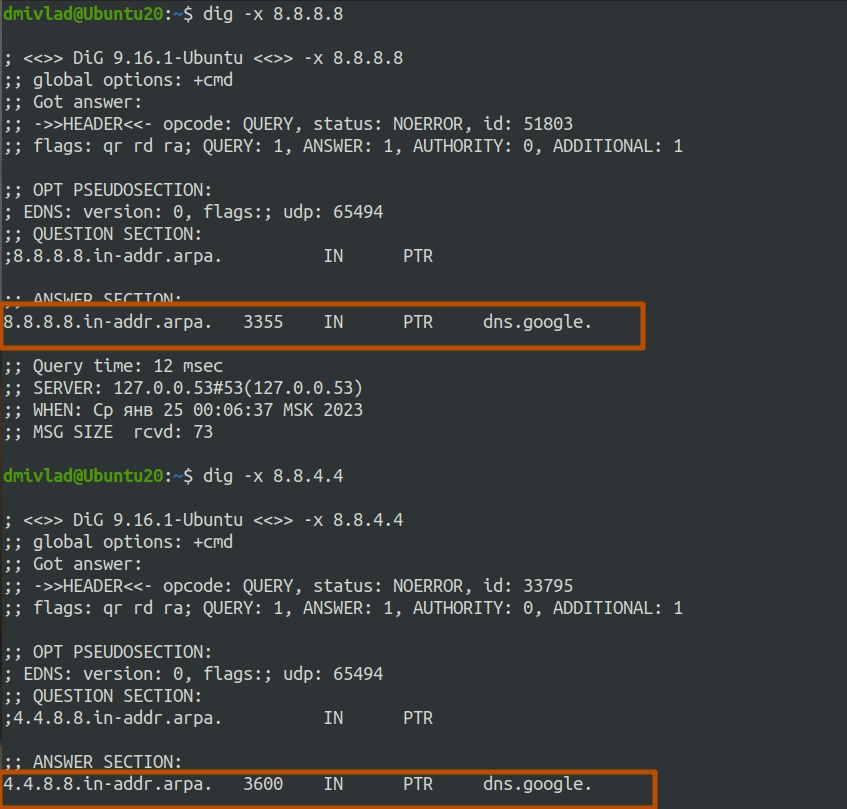 dmivlad@Ubuntu20:~$ dig -x 8.8.8.8
; <<>> DiG 9.16.1-Ubuntu <<>> -x 8.8.8.8
;; global options: +cmd
;; Got answer:
;; ->>HEADER<<- opcode: QUERY, status: NOERROR, id: 51803
;; flags: qr rd ra; QUERY: 1, ANSWER: 1, AUTHORITY: 0, ADDITIONAL: 1
;; OPT PSEUDOSECTION:
; EDNS: version: 0, flags:; udp: 65494
;; QUESTION SECTION:
;8.8.8.8.in-addr.arpa. IN PTR
;; ANSWER SECTION:
8.8.8.8.in-addr.arpa. 3355 IN PTR dns.google.
;; Query time: 12 msec
;; SERVER: 127.0.0.53#53(127.0.0.53)
;; WHEN: Ср янв 25 00:06:37 MSK 2023
;; MSG SIZE rcvd: 73
dmivlad@Ubuntu20:~$ dig -x 8.8.4.4
; <<>> DiG 9.16.1-Ubuntu <<>> -x 8.8.4.4
;; global options: +cmd
;; Got answer:
;; ->>HEADER<<- opcode: QUERY, status: NOERROR, id: 33795
;; flags: qr rd ra; QUERY: 1, ANSWER: 1, AUTHORITY: 0, ADDITIONAL: 1
;; OPT PSEUDOSECTION:
; EDNS: version: 0, flags:; udp: 65494
;; QUESTION SECTION:
;4.4.8.8.in-addr.arpa. IN PTR
;; ANSWER SECTION:
4.4.8.8.in-addr.arpa. 3600 IN PTR dns.google.